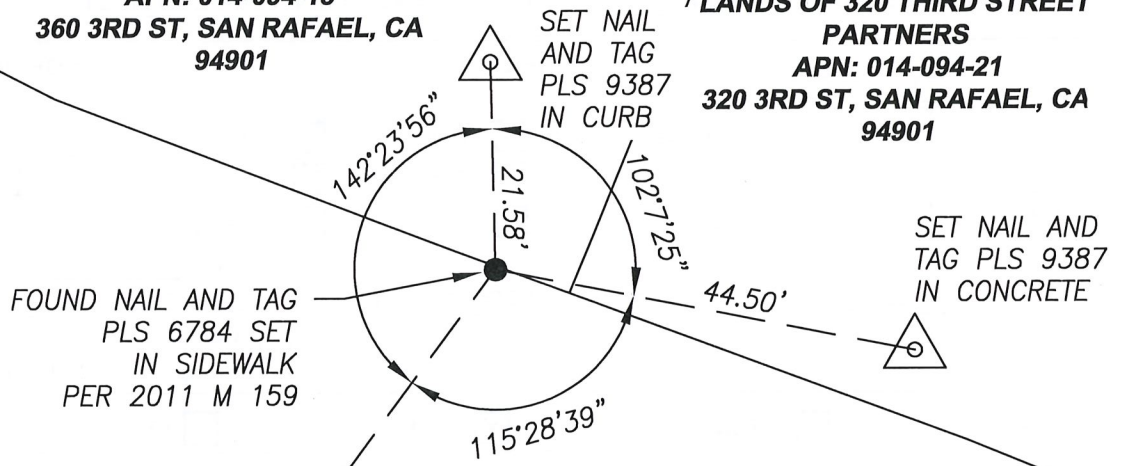 360 3RD ST, SAN RAFAEL, CA
94901
SET NAIL
AND TAG
PLS 9387
IN CURB
LANDS OF 320 THIRD STREET
PARTNERS
APN: 014-094-21
320 3RD ST, SAN RAFAEL, CA
94901
142°23'56"
21.58'
102°7'25"
44.50'
SET NAIL AND
TAG PLS 9387
IN CONCRETE
FOUND NAIL AND TAG
PLS 6784 SET
IN SIDEWALK
PER 2011 M 159
115°28'39"